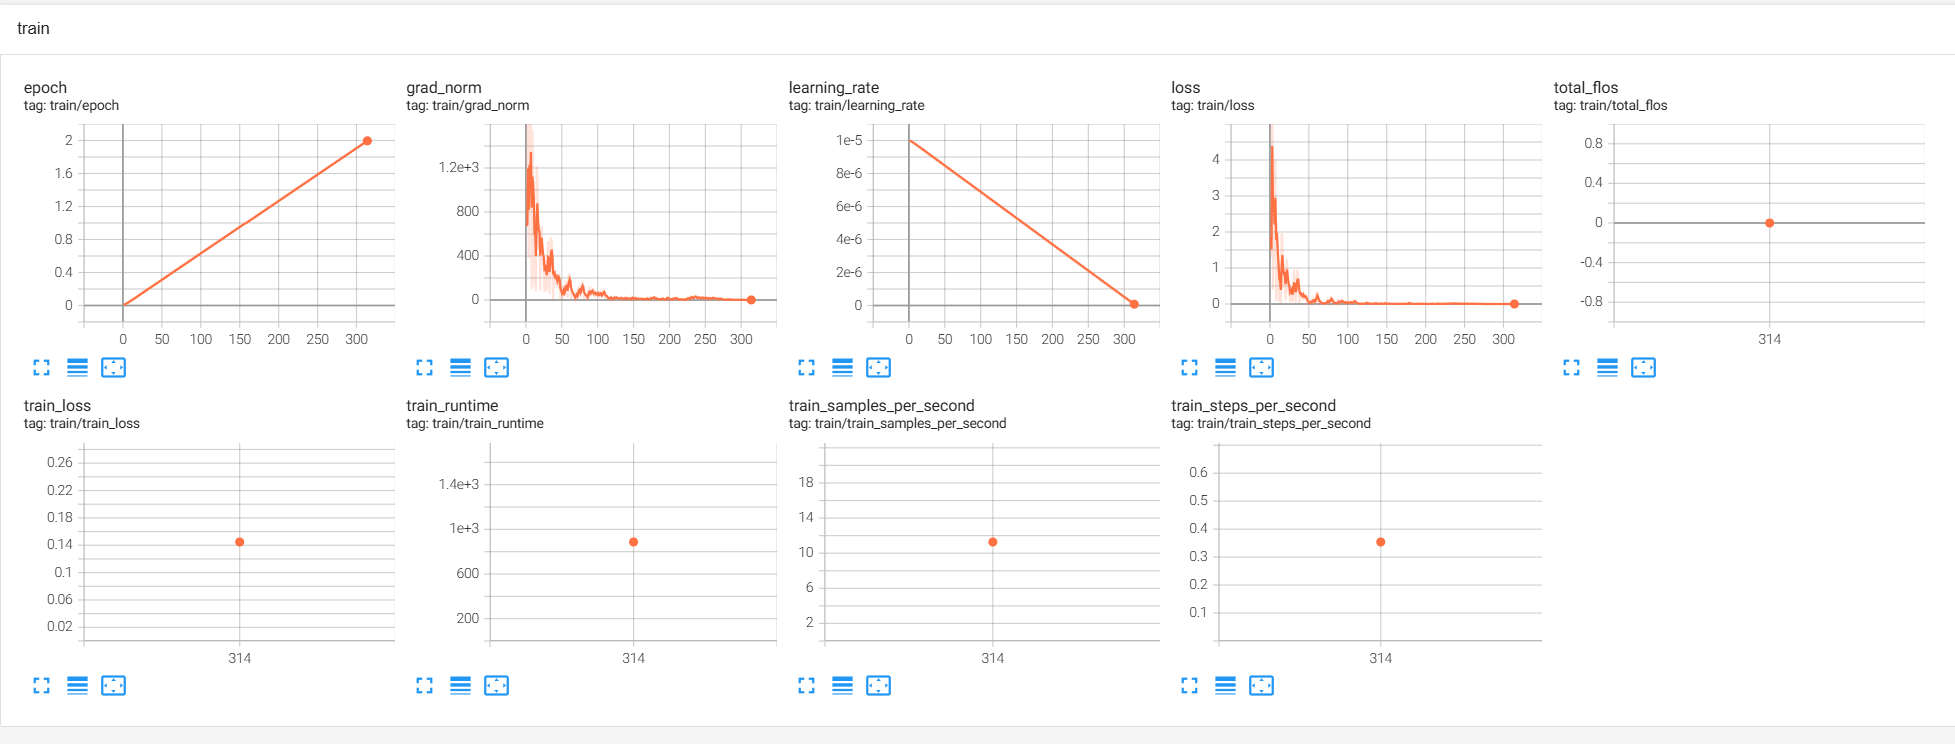 train
epoch
tag: train/epoch
2
1.6
1.2
0.8
0.4
0
0 50 100 150 200 250 300
grad_norm
tag: train/grad_norm
1.2e+3
800
400
0
0 50 100 150 200 250 300
learning_rate
tag: train/learning_rate
1e-5
8e-6
6e-6
4e-6
2e-6
0
0 50 100 150 200 250 300
loss
tag: train/loss
4
3
2
1
0
0 50 100 150 200 250 300
total_flos
tag: train/total_flos
0.8
0.4
0
-0.4
-0.8
314
train_loss
tag: train/train_loss
0.26
0.22
0.18
0.14
0.1
0.06
0.02
314
train_runtime
tag: train/train_runtime
1.4e+3
1e+3
600
200
314
train_samples_per_second
tag: train/train_samples_per_second
18
14
10
6
2
314
train_steps_per_second
tag: train/train_steps_per_second
0.6
0.5
0.4
0.3
0.2
0.1
314